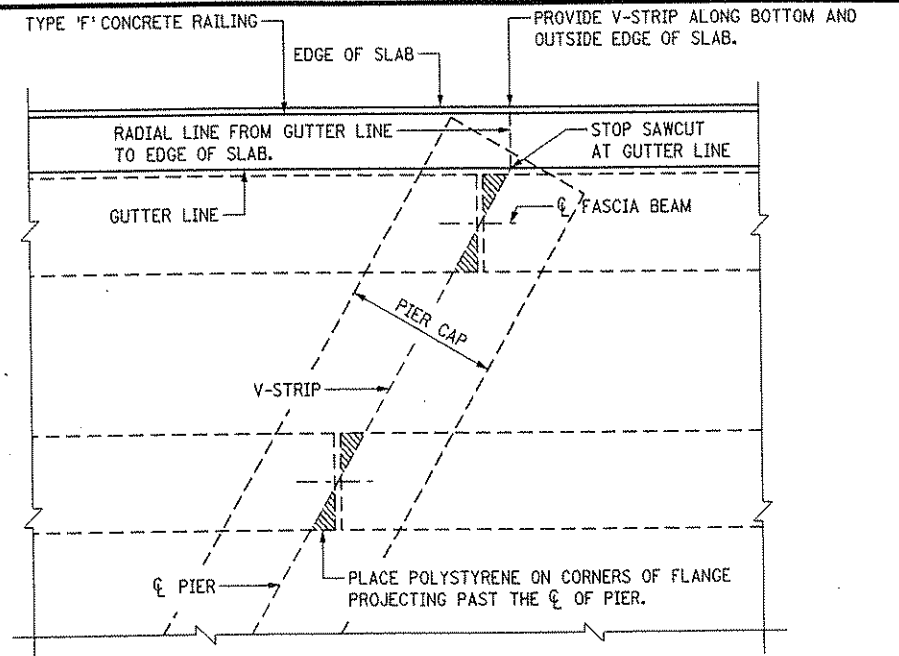 TYPE 'F' CONCRETE RAILING
PROVIDE V-STRIP ALONG BOTTOM AND
OUTSIDE EDGE OF SLAB.
EDGE OF SLAB
RADIAL LINE FROM GUTTER LINE
TO EDGE OF SLAB.
STOP SAWCUT
AT GUTTER LINE
GUTTER LINE
℄ FASCIA BEAM
PIER CAP
V-STRIP
℄ PIER
PLACE POLYSTYRENE ON CORNERS OF FLANGE
PROJECTING PAST THE ℄ OF PIER.